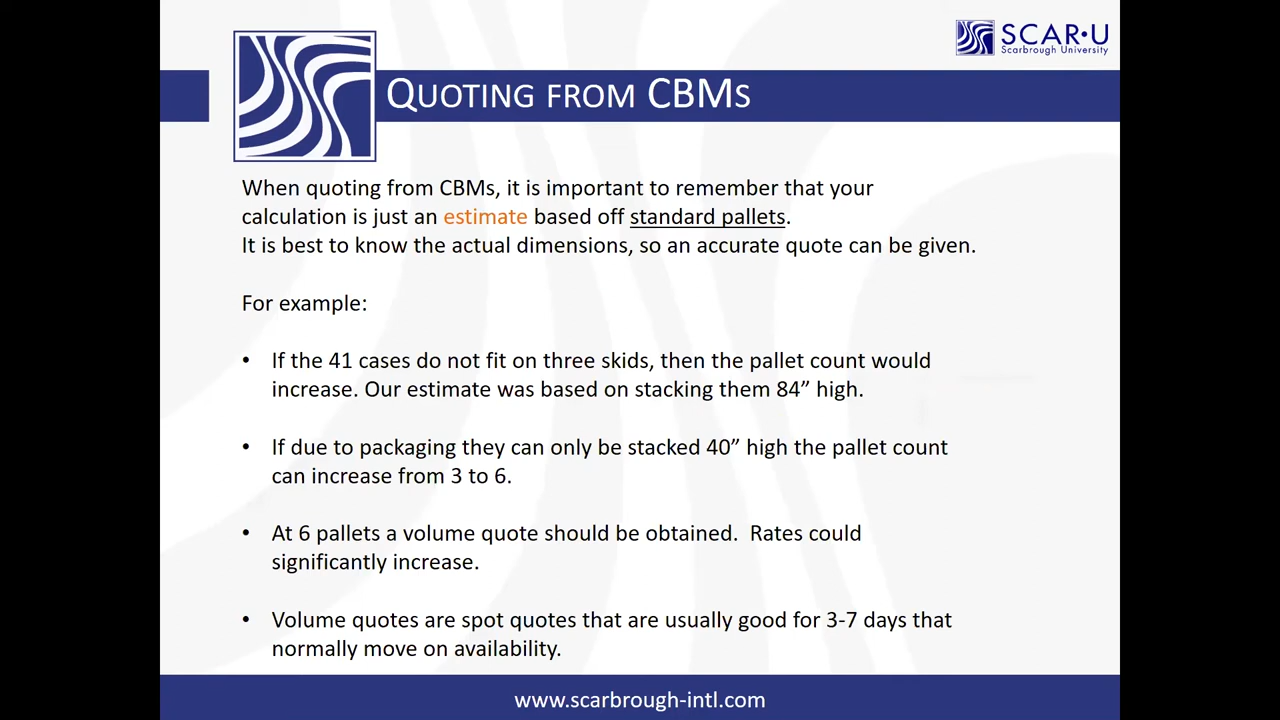 SCAR•U
Scarbrough University
QUOTING FROM CBMS
When quoting from CBMs, it is important to remember that your
calculation is just an estimate based off standard pallets.
It is best to know the actual dimensions, so an accurate quote can be given.
For example:
• If the 41 cases do not fit on three skids, then the pallet count would
increase. Our estimate was based on stacking them 84” high.
• If due to packaging they can only be stacked 40” high the pallet count
can increase from 3 to 6.
• At 6 pallets a volume quote should be obtained.  Rates could
significantly increase.
• Volume quotes are spot quotes that are usually good for 3-7 days that
normally move on availability.
www.scarbrough-intl.com